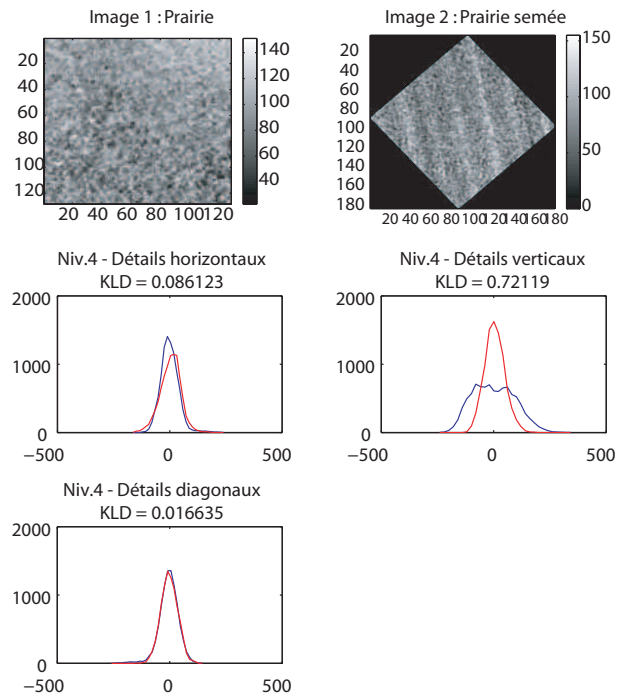 Image 1 : Prairie
20
40
60
80
100
120
20 40 60 80 100 120
140
120
100
80
60
40
Image 2 : Prairie semée
20
40
60
80
100
120
140
160
180
20 40 60 80 100 120 140 160 180
150
100
50
0
Niv.4 - Détails horizontaux
KLD = 0.086123
2000
1000
0
−500 0 500
Niv.4 - Détails verticaux
KLD = 0.72119
2000
1000
0
−500 0 500
Niv.4 - Détails diagonaux
KLD = 0.016635
2000
1000
0
−500 0 500